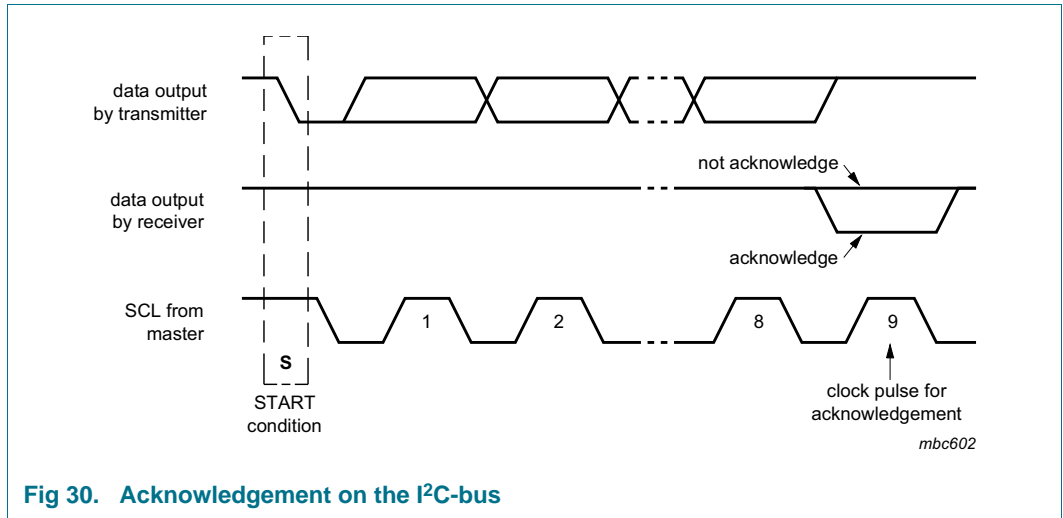 data output
by transmitter
not acknowledge
data output
by receiver
acknowledge
SCL from
master
1
2
8
9
S
START
condition
clock pulse for
acknowledgement
mbc602
Fig 30. Acknowledgement on the I²C-bus